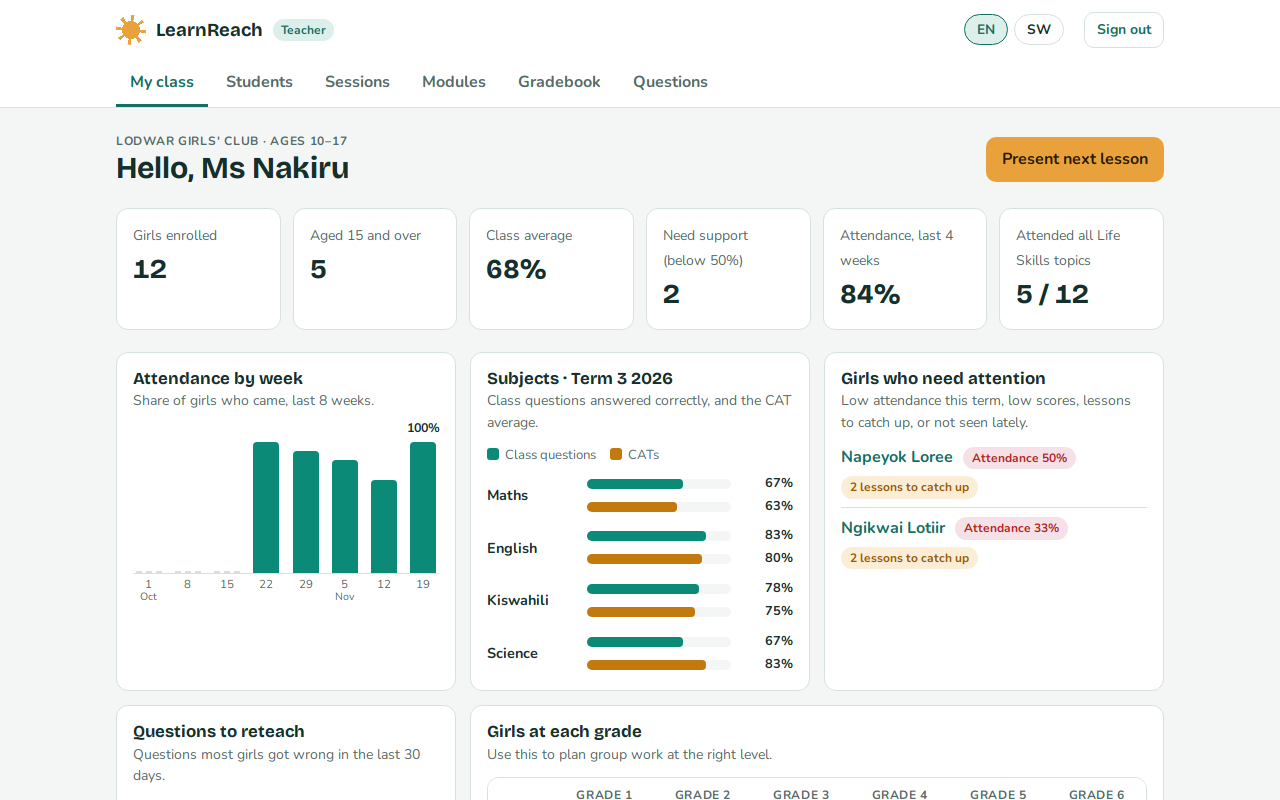 LearnReach
Teacher
EN
SW
Sign out
My class
Students
Sessions
Modules
Gradebook
Questions
LODWAR GIRLS' CLUB · AGES 10–17
Hello, Ms Nakiru
Present next lesson
Girls enrolled
12
Aged 15 and over
5
Class average
68%
Need support
(below 50%)
2
Attendance, last 4
weeks
84%
Attended all Life
Skills topics
5 / 12
Attendance by week
Share of girls who came, last 8 weeks.
100%
1
Oct
8
15
22
29
5
Nov
12
19
Subjects · Term 3 2026
Class questions answered correctly, and the CAT
average.
Class questions
CATs
Maths
67%
63%
English
83%
80%
Kiswahili
78%
75%
Science
67%
83%
Girls who need attention
Low attendance this term, low scores, lessons
to catch up, or not seen lately.
Napeyok Loree
Attendance 50%
2 lessons to catch up
Ngikwai Lotiir
Attendance 33%
2 lessons to catch up
Questions to reteach
Questions most girls got wrong in the last 30
days.
Girls at each grade
Use this to plan group work at the right level.
GRADE 1
GRADE 2
GRADE 3
GRADE 4
GRADE 5
GRADE 6